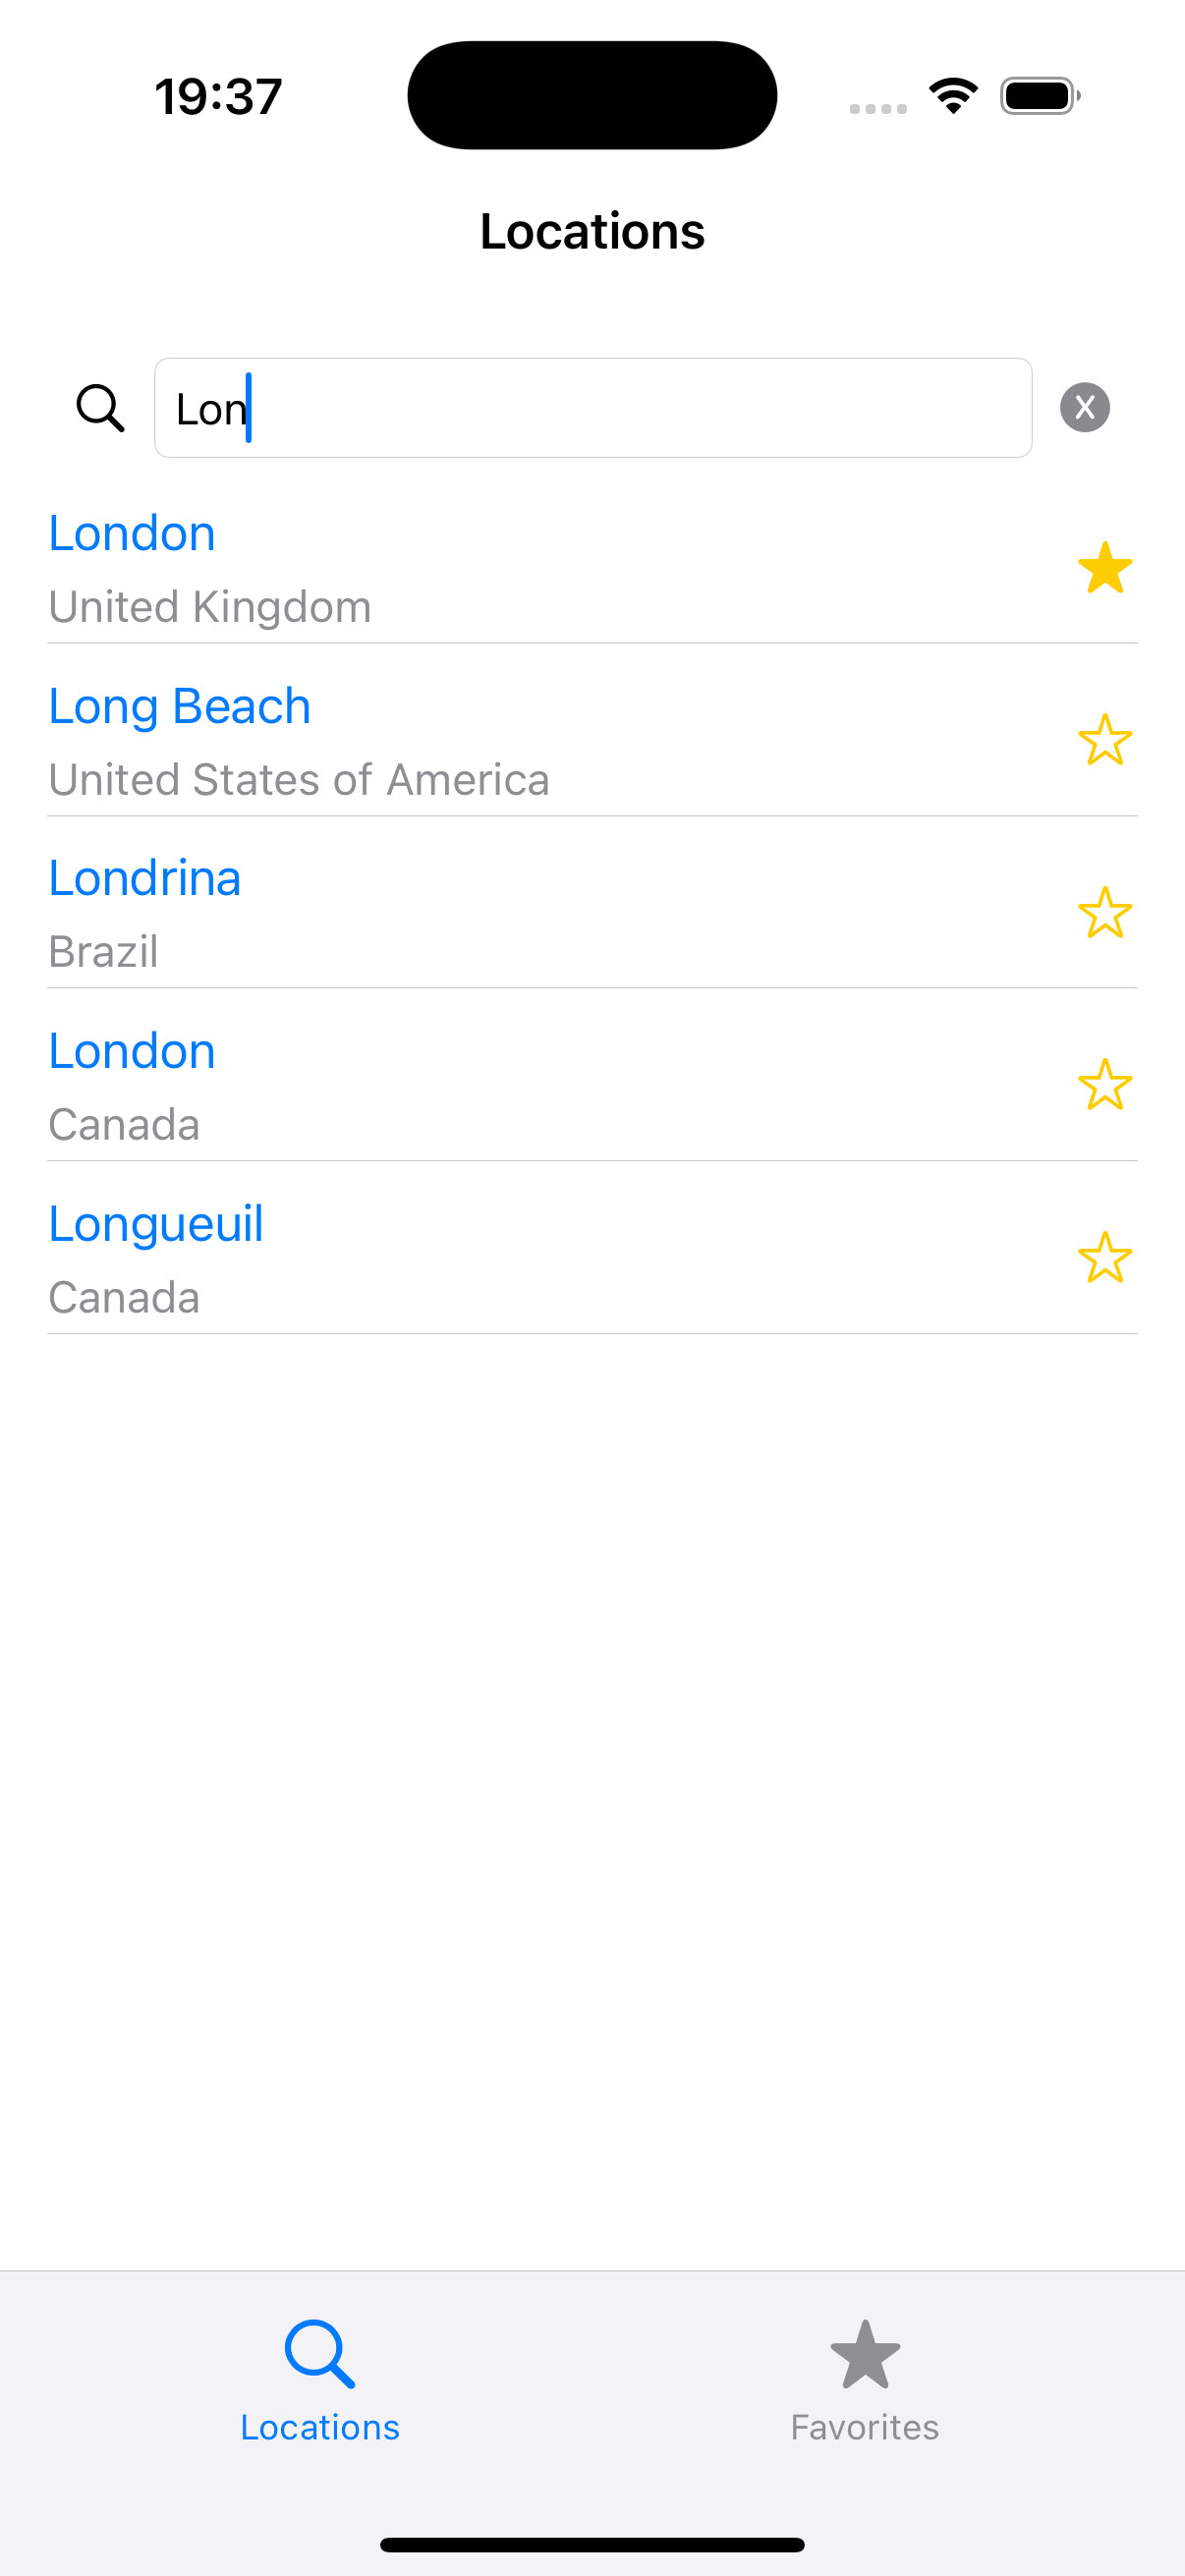 19:37
Locations
Lon
London
United Kingdom
Long Beach
United States of America
Londrina
Brazil
London
Canada
Longueuil
Canada
Locations
Favorites